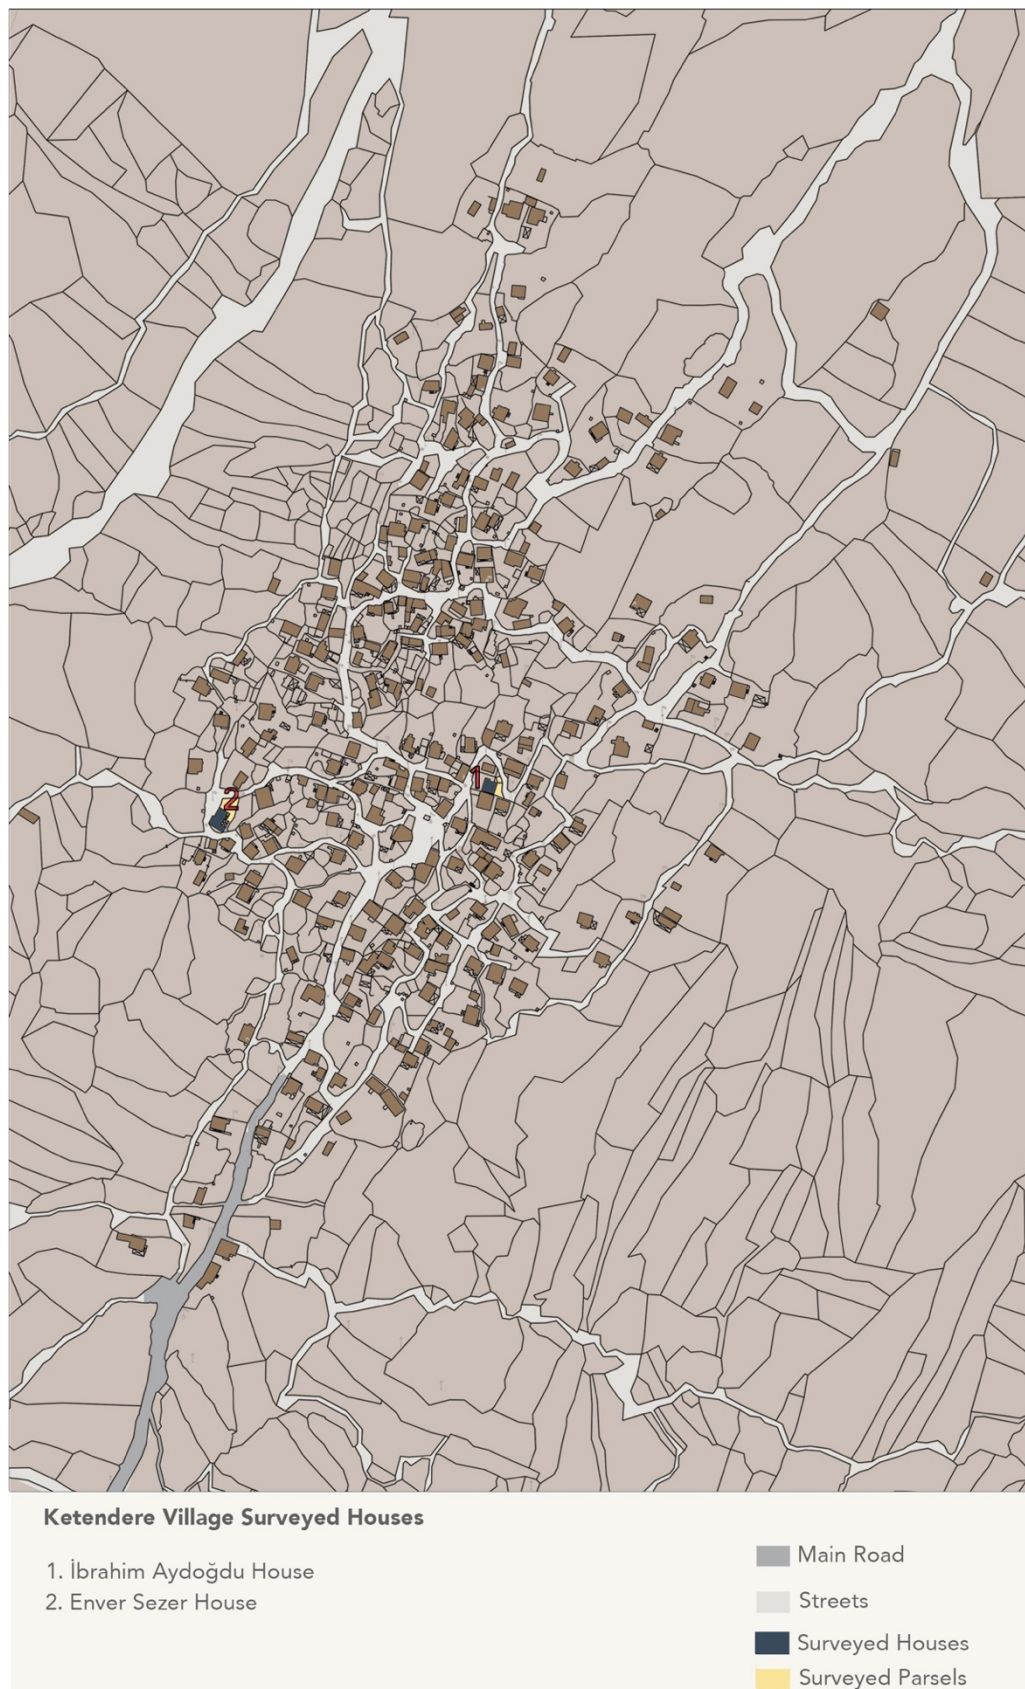 1
2
Ketendere Village Surveyed Houses
1. İbrahim Aydoğdu House
2. Enver Sezer House
Main Road
Streets
Surveyed Houses
Surveyed Parsels